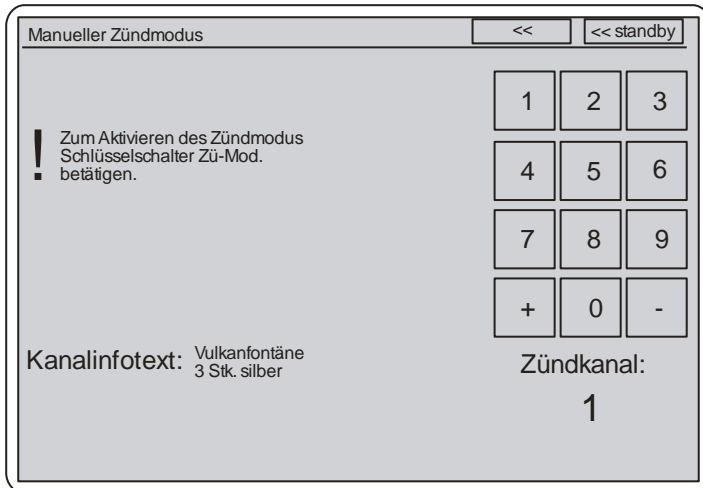 Manueller Zündmodus
<<
<< standby
1 2 3
! Zum Aktivieren des Zündmodus
Schlüsselschalter Zü-Mod.
betätigen.
4 5 6
7 8 9
+ 0 -
Kanalinfotext: Vulkanfontäne
3 Stk. silber
Zündkanal:
1